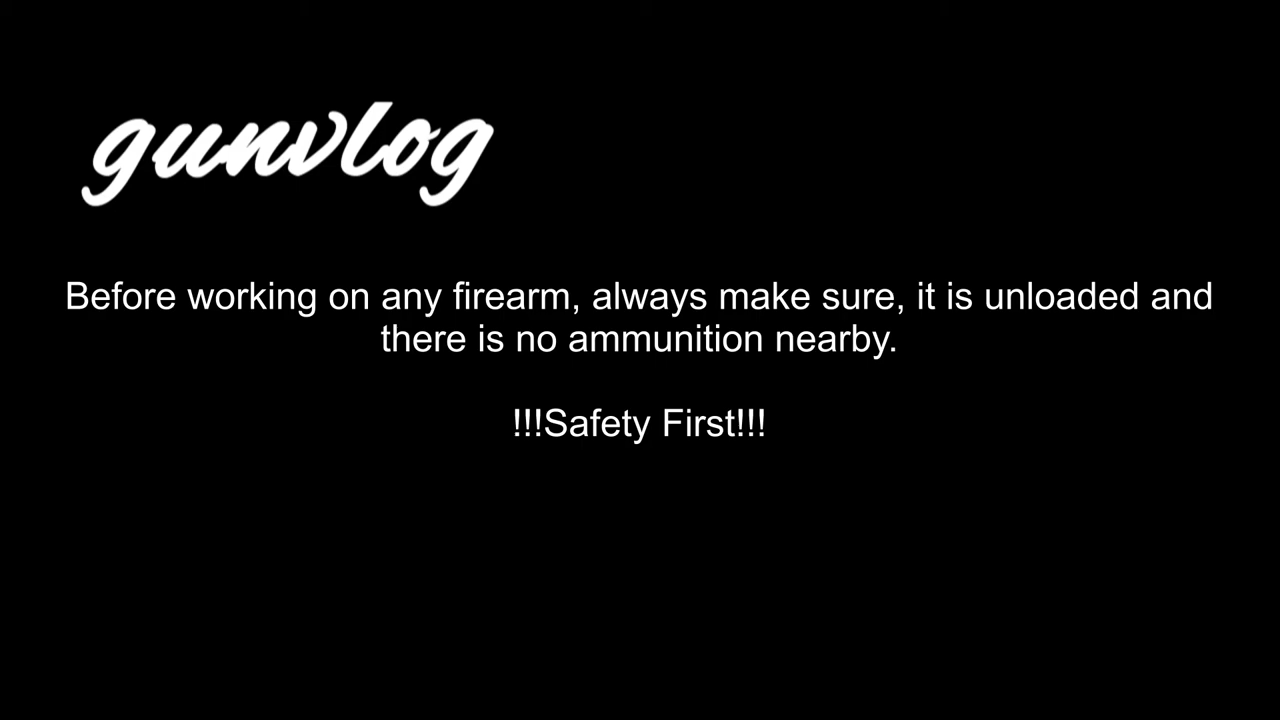 gunvlog
Before working on any firearm, always make sure, it is unloaded and
there is no ammunition nearby.
!!!Safety First!!!